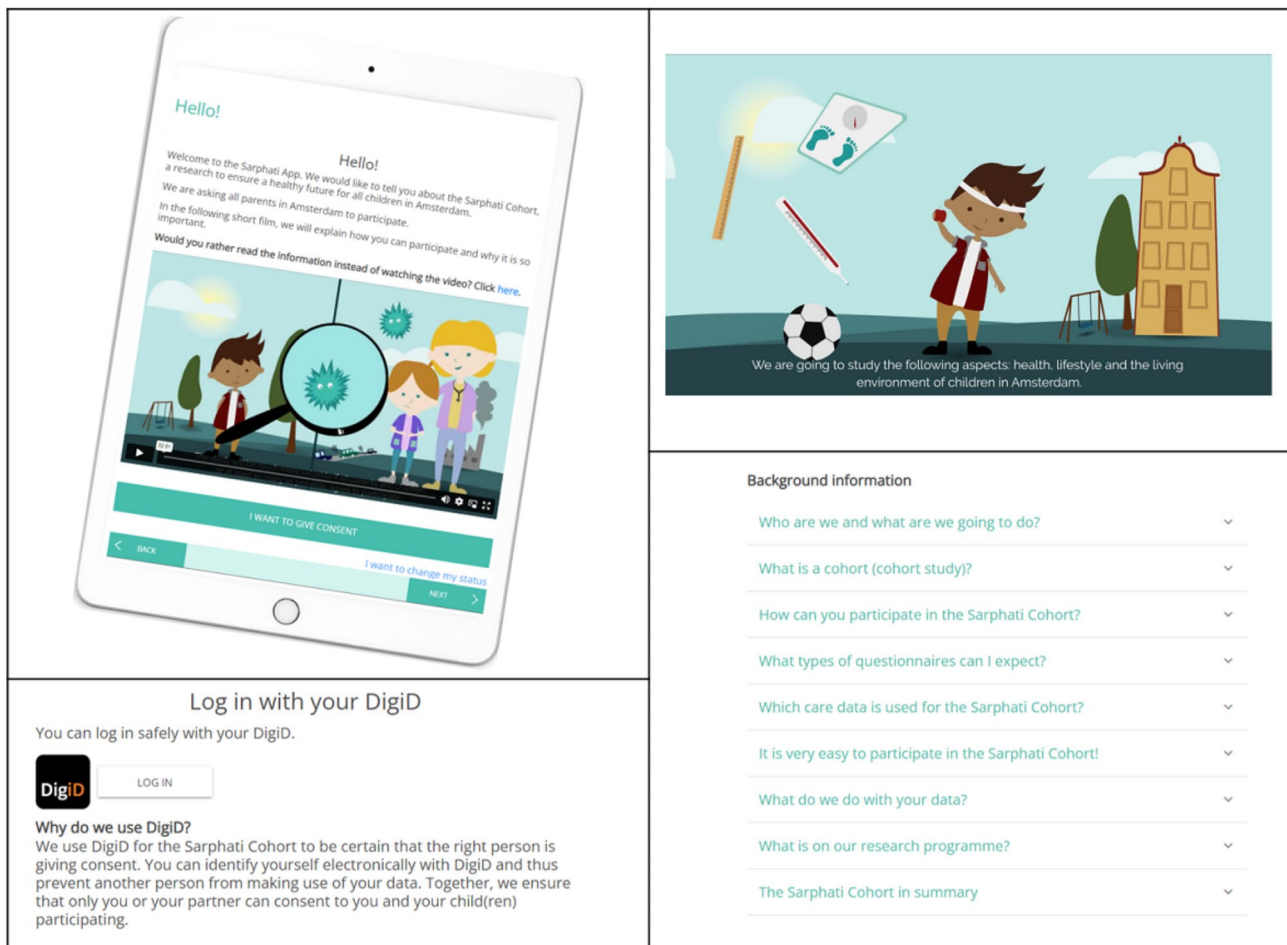 Hello!
Hello!
Welcome to the Sarphati App. We would like to tell you about the Sarphati Cohort,
a research to ensure a healthy future for all children in Amsterdam.
We are asking all parents in Amsterdam to participate.
In the following short film, we will explain how you can participate and why it is so
important.
Would you rather read the information instead of watching the video? Click here.
02:01
I WANT TO GIVE CONSENT
I want to change my status
BACK
NEXT
We are going to study the following aspects: health, lifestyle and the living
environment of children in Amsterdam.
Log in with your DigiD
You can log in safely with your DigiD.
DigiD
LOG IN
Why do we use DigiD?
We use DigiD for the Sarphati Cohort to be certain that the right person is
giving consent. You can identify yourself electronically with DigiD and thus
prevent another person from making use of your data. Together, we ensure
that only you or your partner can consent to you and your child(ren)
participating.
Background information
Who are we and what are we going to do?
What is a cohort (cohort study)?
How can you participate in the Sarphati Cohort?
What types of questionnaires can I expect?
Which care data is used for the Sarphati Cohort?
It is very easy to participate in the Sarphati Cohort!
What do we do with your data?
What is on our research programme?
The Sarphati Cohort in summary